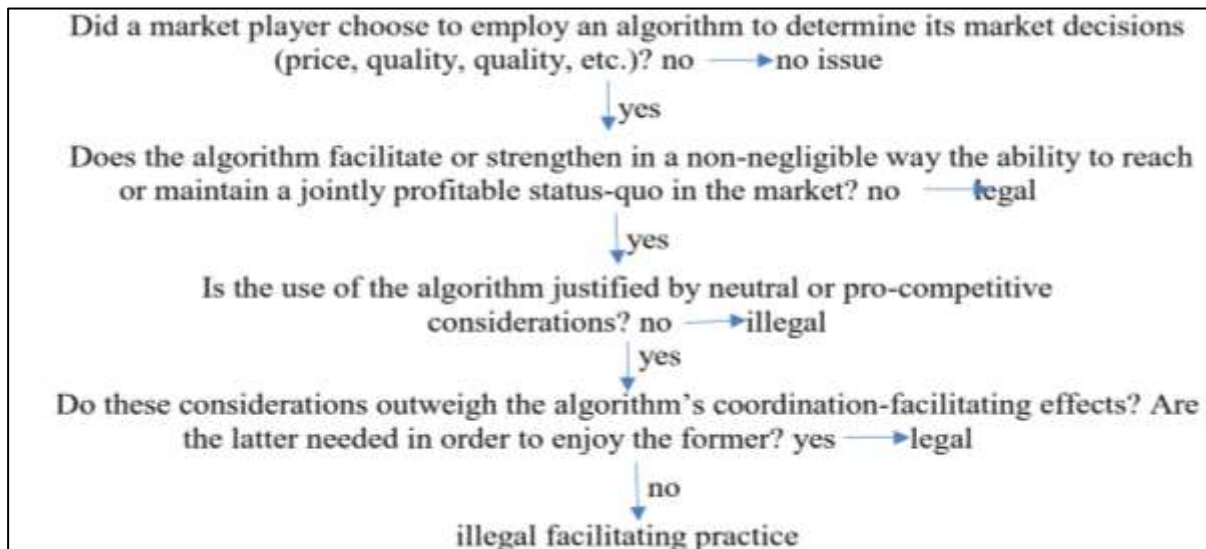 Did a market player choose to employ an algorithm to determine its market decisions
(price, quality, quality, etc.)? no no issue
yes
Does the algorithm facilitate or strengthen in a non-negligible way the ability to reach
or maintain a jointly profitable status-quo in the market? no legal
yes
Is the use of the algorithm justified by neutral or pro-competitive
considerations? no illegal
yes
Do these considerations outweigh the algorithm’s coordination-facilitating effects? Are
the latter needed in order to enjoy the former? yes legal
no
illegal facilitating practice